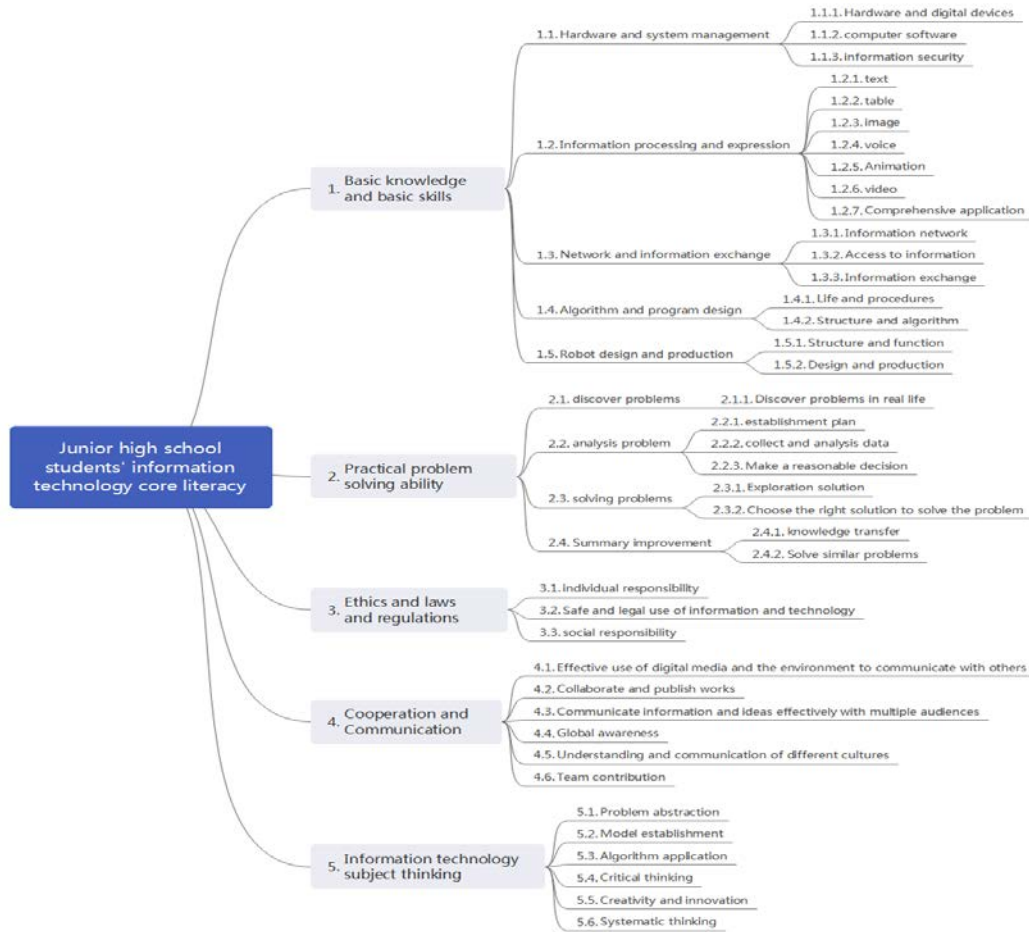 Junior high school
students' information
technology core literacy
1. Basic knowledge
and basic skills
1.1. Hardware and system management
1.1.1. Hardware and digital devices
1.1.2. computer software
1.1.3. information security
1.2. Information processing and expression
1.2.1. text
1.2.2. table
1.2.3. image
1.2.4. voice
1.2.5. Animation
1.2.6. video
1.2.7. Comprehensive application
1.3. Network and information exchange
1.3.1. Information network
1.3.2. Access to information
1.3.3. Information exchange
1.4. Algorithm and program design
1.4.1. Life and procedures
1.4.2. Structure and algorithm
1.5. Robot design and production
1.5.1. Structure and function
1.5.2. Design and production
2. Practical problem
solving ability
2.1. discover problems
2.1.1. Discover problems in real life
2.2. analysis problem
2.2.1. establishment plan
2.2.2. collect and analysis data
2.2.3. Make a reasonable decision
2.3. solving problems
2.3.1. Exploration solution
2.3.2. Choose the right solution to solve the problem
2.4. Summary improvement
2.4.1. knowledge transfer
2.4.2. Solve similar problems
3. Ethics and laws
and regulations
3.1. individual responsibility
3.2. Safe and legal use of information and technology
3.3. social responsibility
4. Cooperation and
Communication
4.1. Effective use of digital media and the environment to communicate with others
4.2. Collaborate and publish works
4.3. Communicate information and ideas effectively with multiple audiences
4.4. Global awareness
4.5. Understanding and communication of different cultures
4.6. Team contribution
5. Information technology
subject thinking
5.1. Problem abstraction
5.2. Model establishment
5.3. Algorithm application
5.4. Critical thinking
5.5. Creativity and innovation
5.6. Systematic thinking